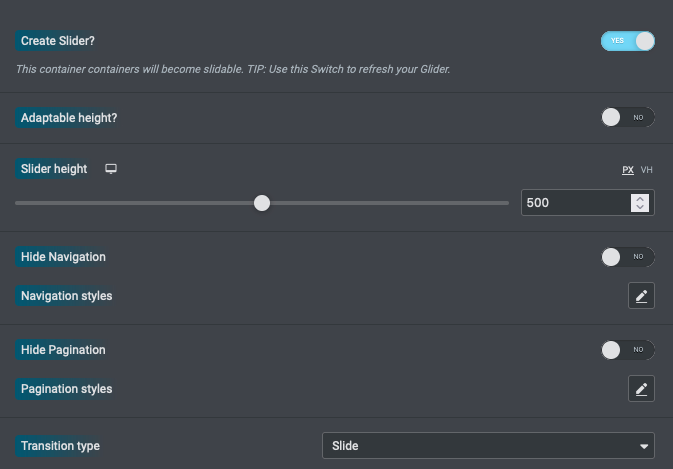 Create Slider?
YES
This container containers will become slidable. TIP: Use this Switch to refresh your Glider.
Adaptable height?
NO
Slider height
PX VH
500
Hide Navigation
NO
Navigation styles
Hide Pagination
NO
Pagination styles
Transition type
Slide